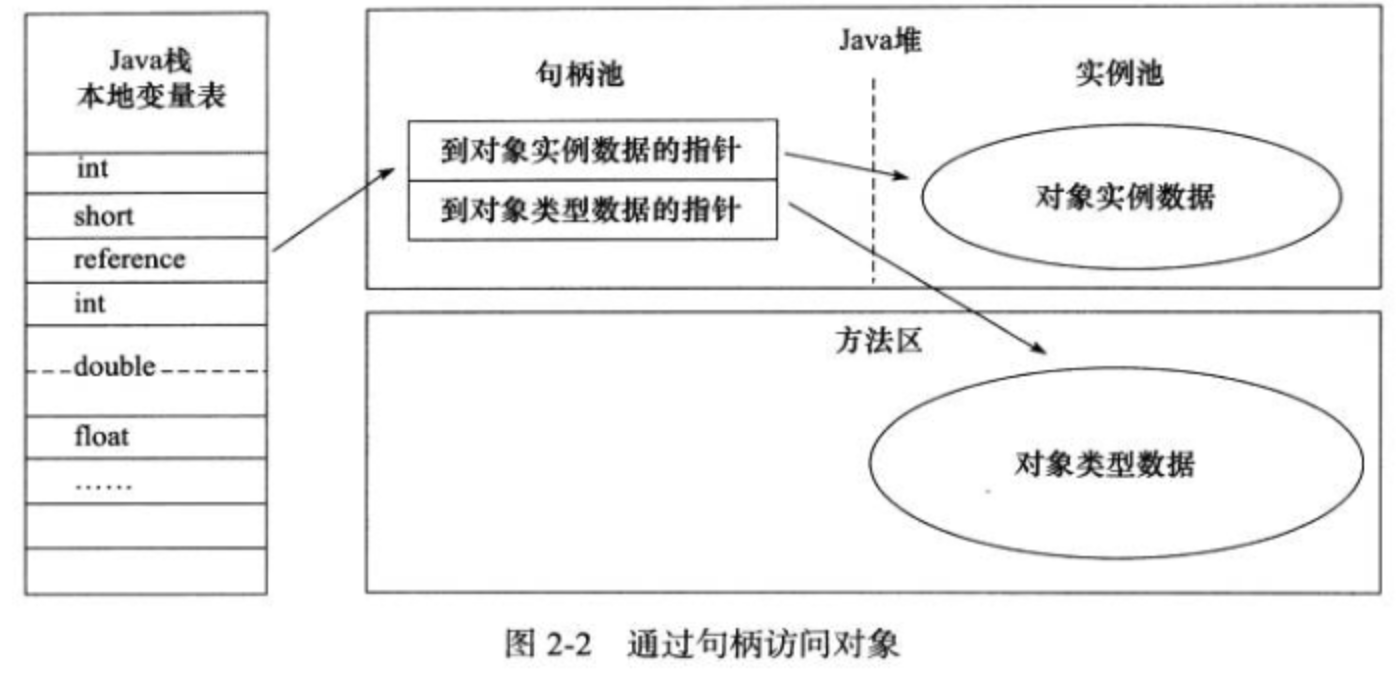 Java栈
本地变量表
int
short
reference
int
double
float
……
Java堆
句柄池
实例池
到对象实例数据的指针
到对象类型数据的指针
对象实例数据
方法区
对象类型数据
图 2-2 通过句柄访问对象